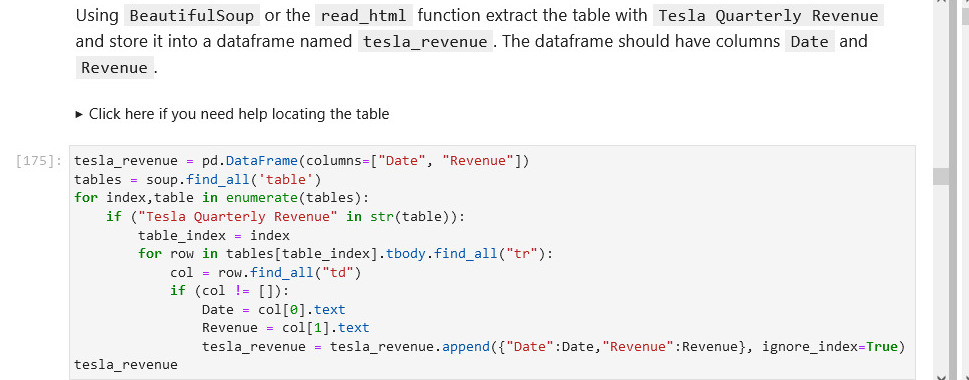 Using BeautifulSoup or the read_html function extract the table with Tesla Quarterly Revenue
and store it into a dataframe named tesla_revenue. The dataframe should have columns Date and
Revenue.
▸ Click here if you need help locating the table
[175]: tesla_revenue = pd.DataFrame(columns=["Date", "Revenue"])
tables = soup.find_all('table')
for index,table in enumerate(tables):
    if ("Tesla Quarterly Revenue" in str(table)):
        table_index = index
        for row in tables[table_index].tbody.find_all("tr"):
            col = row.find_all("td")
            if (col != []):
                Date = col[0].text
                Revenue = col[1].text
                tesla_revenue = tesla_revenue.append({"Date":Date,"Revenue":Revenue}, ignore_index=True)
tesla_revenue